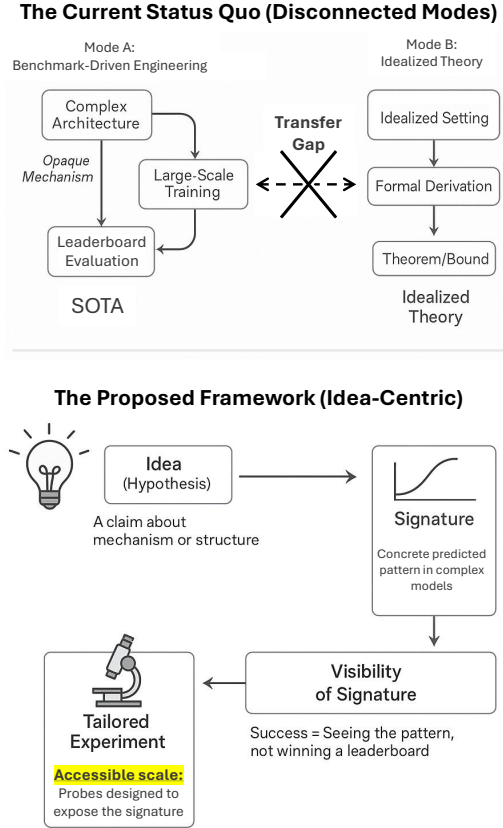 The Current Status Quo (Disconnected Modes)
Mode A:
Benchmark-Driven Engineering
Complex
Architecture
Opaque
Mechanism
Large-Scale
Training
Leaderboard
Evaluation
SOTA
Transfer
Gap
Mode B:
Idealized Theory
Idealized Setting
Formal Derivation
Theorem/Bound
Idealized
Theory
The Proposed Framework (Idea-Centric)
Idea
(Hypothesis)
A claim about
mechanism or structure
Signature
Concrete predicted
pattern in complex
models
Visibility
of Signature
Success = Seeing the pattern,
not winning a leaderboard
Tailored
Experiment
Accessible scale:
Probes designed to
expose the signature